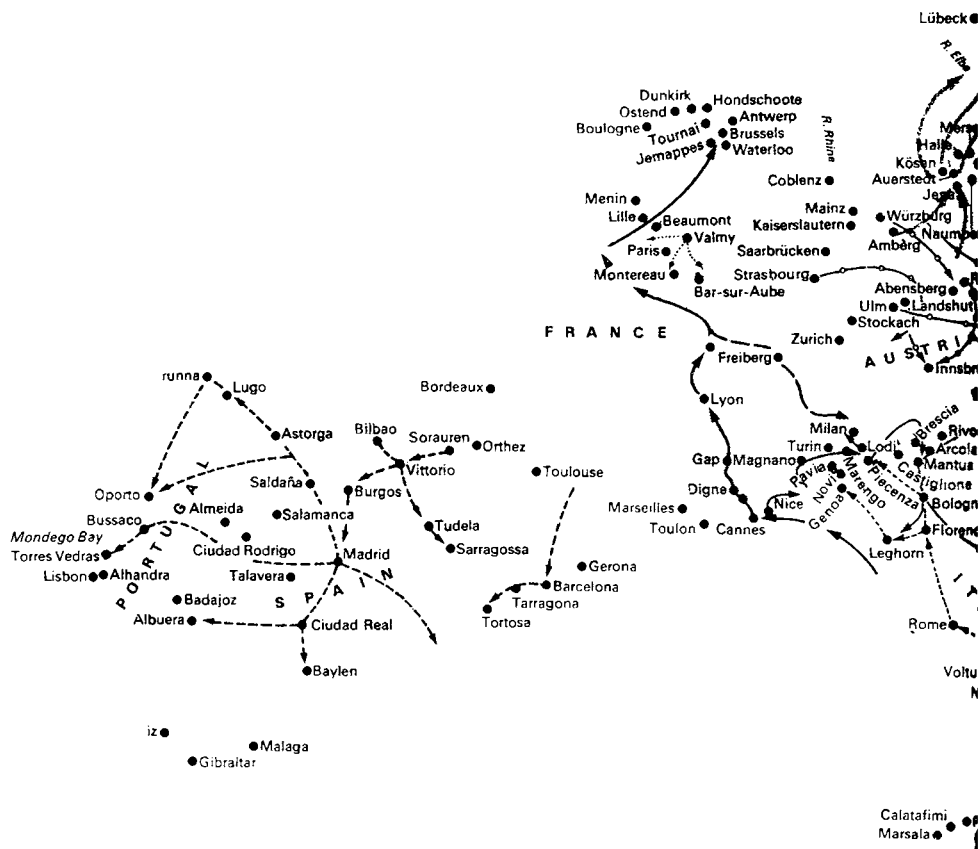 Lübeck
R. Elbe
Dunkirk
Hondschoote
Ostend
Antwerp
Boulogne
Tournai
Brussels
Jemappes
Waterloo
R. Rhine
Halle
Kösen
Auerstedt
Coblenz
Menin
Lille
Beaumont
Mainz
Würzburg
Kaiserslautern
Amberg
Valmy
Paris
Saarbrücken
Montereau
Bar-sur-Aube
Strasbourg
Abensberg
Ulm
Landshut
Stockach
FRANCE
Zurich
Freiberg
runna
Lugo
Bordeaux
Lyon
Brescia
Astorga
Bilbao
Sorauren
Orthez
Milan
Turin
Lodi
Arcola
Mantua
Castiglione
Vittorio
Toulouse
Gap
Magnano
Pavia
Novi
Marengo
Piacenza
Genoa
Saldaña
Burgos
Digne
Nice
Oporto
Almeida
Salamanca
Tudela
Marseilles
Toulon
Cannes
Bussaco
Mondego Bay
Torres Vedras
Ciudad Rodrigo
Madrid
Sarragossa
Leghorn
Lisbon
Alhandra
Talavera
Gerona
PORTUGAL
SPAIN
Barcelona
Tarragona
Tortosa
Badajoz
Albuera
Ciudad Real
Rome
Baylen
Voltu
iz
Malaga
Gibraltar
Calatafimi
Marsala